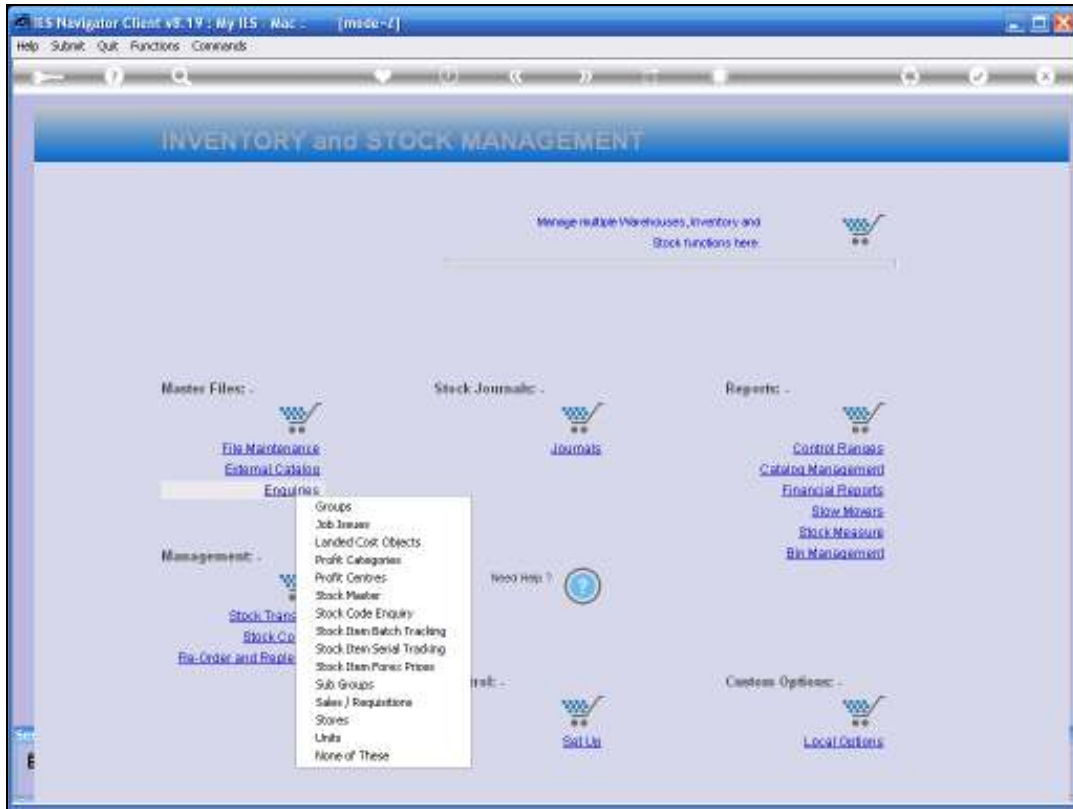 IES Navigator Client v8.19 : My IES - Mac :. [mode-/]
Help Submit Quit Functions Commands
INVENTORY and STOCK MANAGEMENT
Manage multiple Warehouses, Inventory and
Stock functions here.
Master Files: -
File Maintenance
External Catalog
Enquiries
Stock Journals: -
Journals
Reports: -
Control Ranges
Catalog Management
Financial Reports
Slow Movers
Stock Measure
Bin Management
Groups
Job Issues
Landed Cost Objects
Profit Categories
Profit Centres
Stock Master
Stock Code Enquiry
Stock Item Batch Tracking
Stock Item Serial Tracking
Stock Item Forex Prices
Sub Groups
Sales / Requisitions
Stores
Units
None of These
Management: -
Stock Trans
Stock Co
Re-Order and Reple
Need Help ?
rol: -
Set Up
Custom Options: -
Local Options